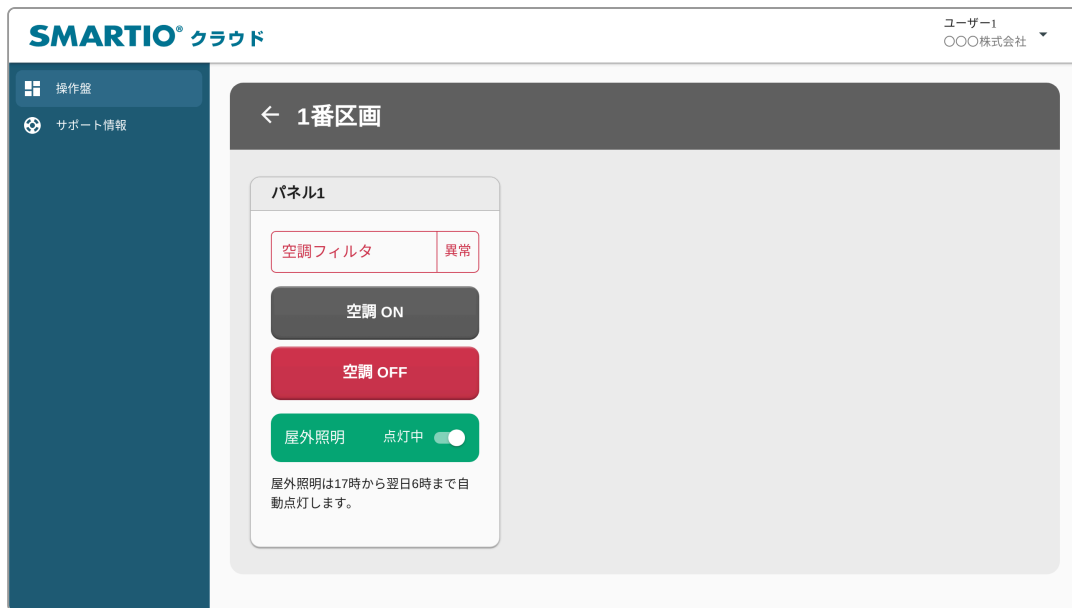 SMARTIO® クラウド
ユーザー1
〇〇〇株式会社
操作盤
サポート情報
1番区画
パネル1
空調フィルタ 異常
空調 ON
空調 OFF
屋外照明 点灯中
屋外照明は17時から翌日6時まで自
動点灯します。